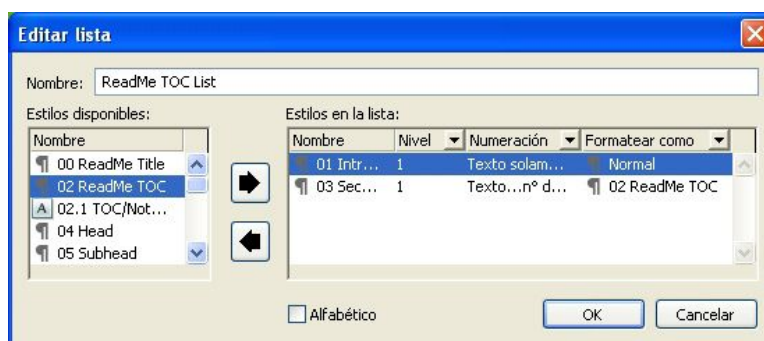 Editar lista
Nombre: ReadMe TOC List
Estilos disponibles: Estilos en la lista:
Nombre Nombre Nivel Numeración Formatear como
00 ReadMe Title 01 Intr... 1 Texto solam... Normal
02 ReadMe TOC 03 Sec... 1 Texto...nº d... 02 ReadMe TOC
A 02.1 TOC/Not...
04 Head
05 Subhead
Alfabético OK Cancelar